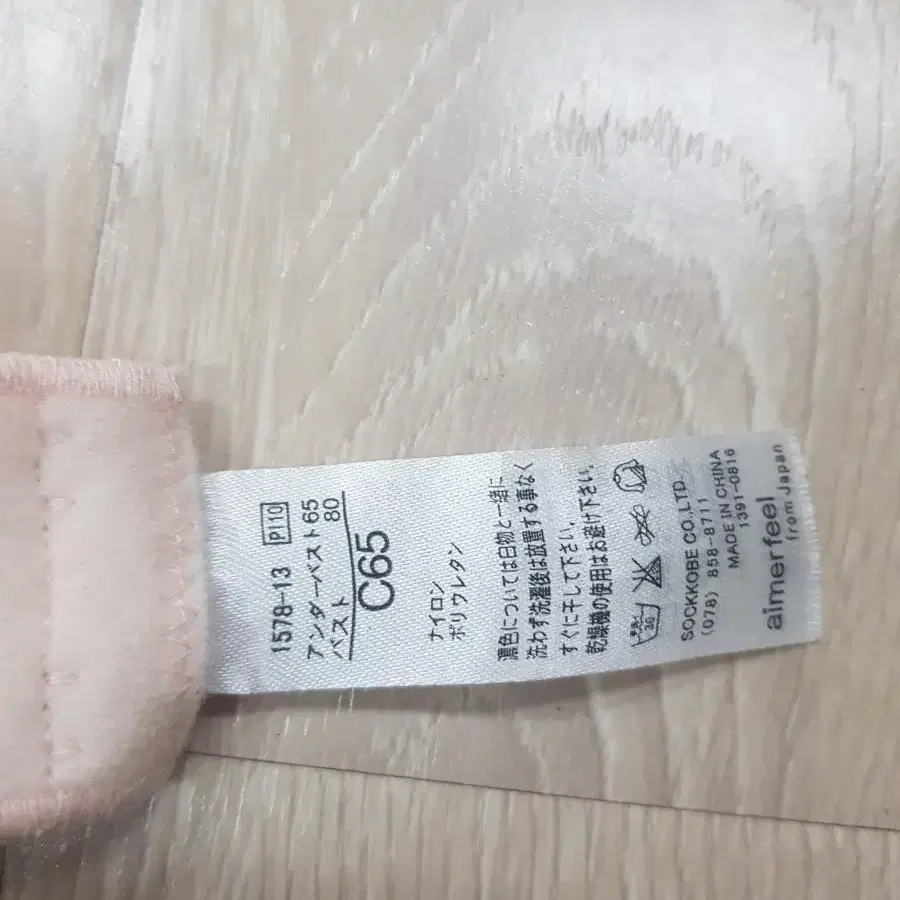 1578-13 PI10
アンダーバスト65
バスト 80
C65
ナイロン
ポリウレタン
濃色については白物と一緒に
洗わず洗濯後は放置する事なく
すぐに干して下さい。
乾燥機の使用はお避け下さい。
30
SOCKKOBE CO.,LTD.
(078) 858-8711
MADE IN CHINA
1391-0816
aimerfeel
from Japan